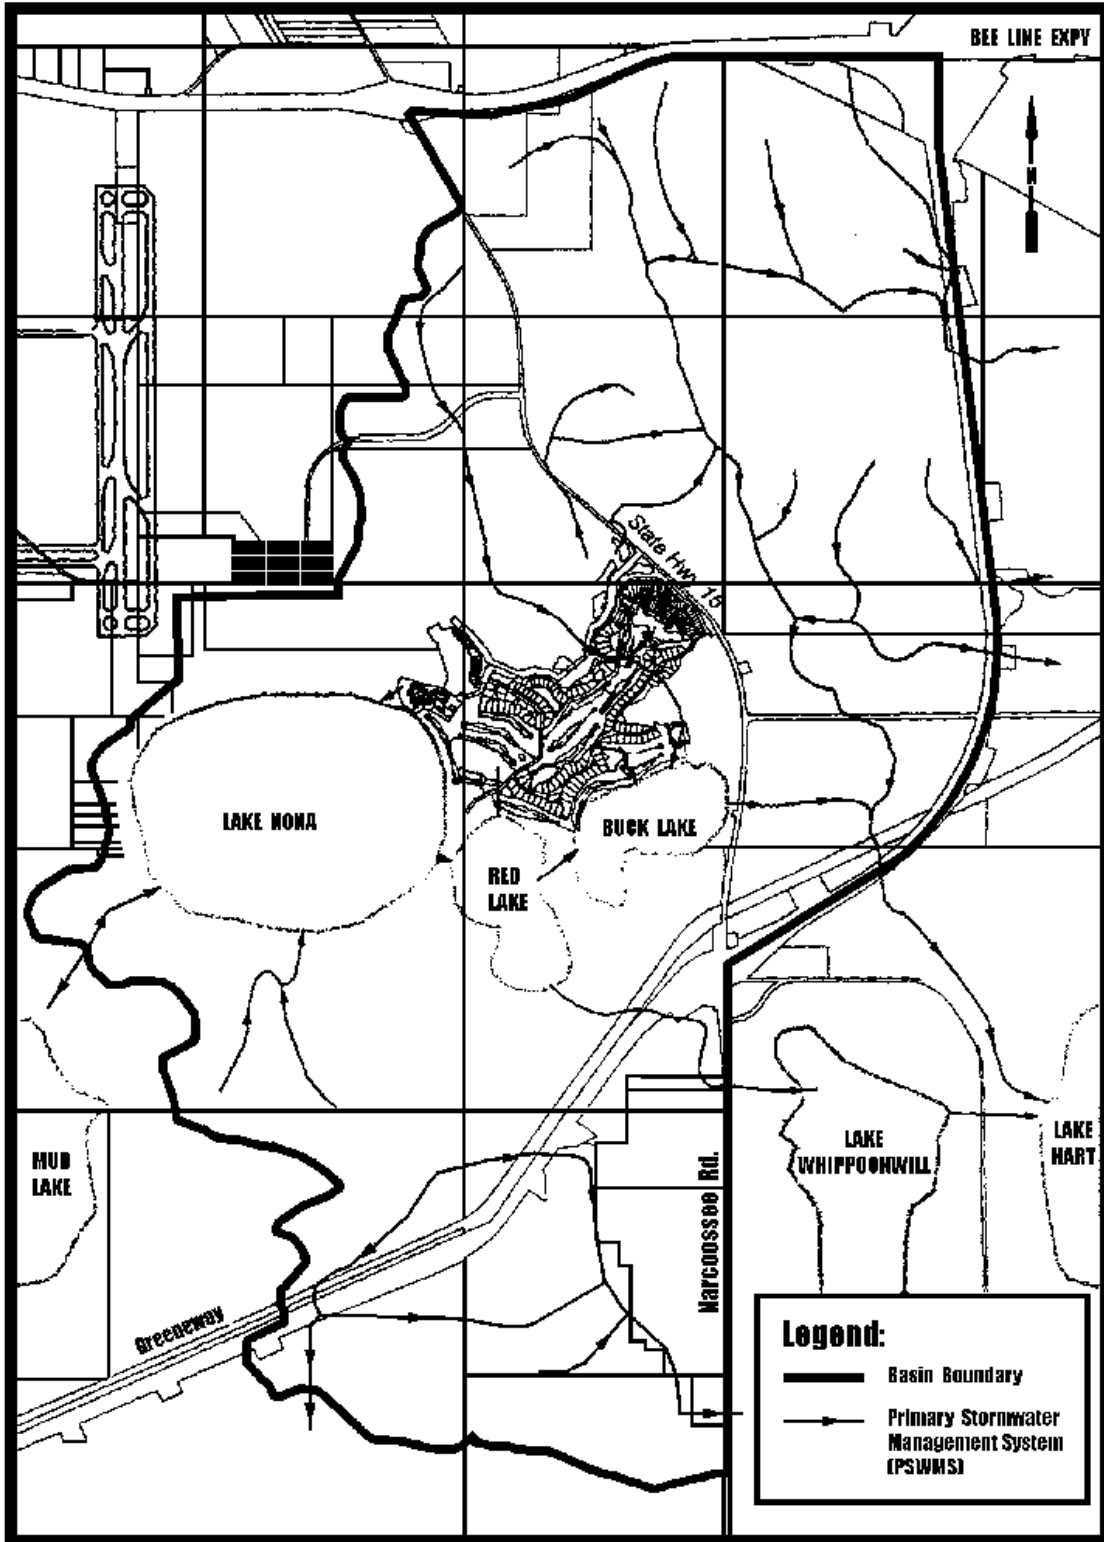 BEE LINE EXPY
N
State Hwy 15
LAKE NONA
BUCK LAKE
RED
LAKE
MUD
LAKE
LAKE
WHIPPOORWILL
LAKE
HART
Narcoossee Rd.
Greeneway
Legend:
Basin Boundary
Primary Stormwater
Management System
(PSWMS)